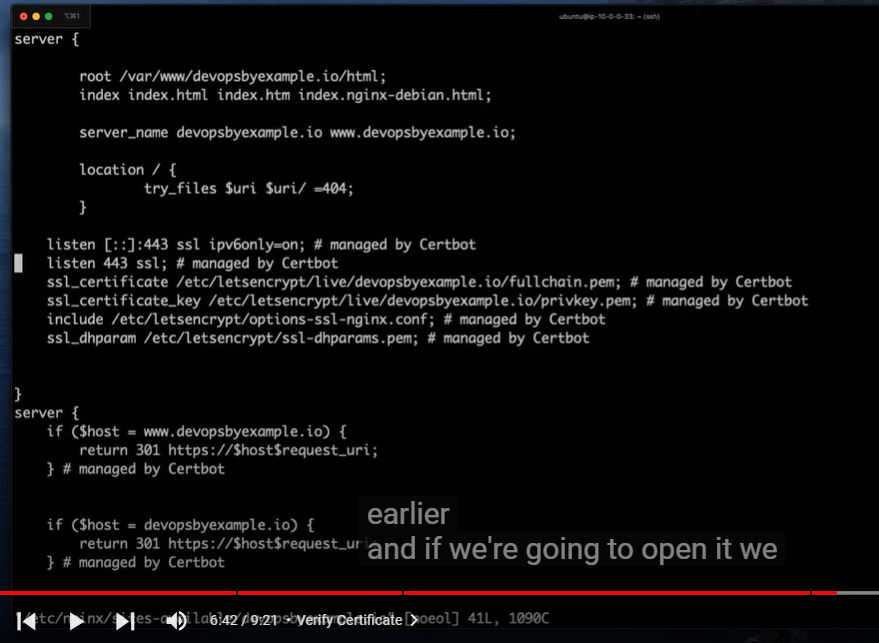 ⌥⌘1
ubuntu@ip-10-0-0-33: ~ (ssh)
server {
root /var/www/devopsbyexample.io/html;
index index.html index.htm index.nginx-debian.html;
server_name devopsbyexample.io www.devopsbyexample.io;
location / {
try_files $uri $uri/ =404;
}
listen [::]:443 ssl ipv6only=on; # managed by Certbot
listen 443 ssl; # managed by Certbot
ssl_certificate /etc/letsencrypt/live/devopsbyexample.io/fullchain.pem; # managed by Certbot
ssl_certificate_key /etc/letsencrypt/live/devopsbyexample.io/privkey.pem; # managed by Certbot
include /etc/letsencrypt/options-ssl-nginx.conf; # managed by Certbot
ssl_dhparam /etc/letsencrypt/ssl-dhparams.pem; # managed by Certbot
}
server {
if ($host = www.devopsbyexample.io) {
return 301 https://$host$request_uri;
} # managed by Certbot
if ($host = devopsbyexample.io) {
return 301 https://$host$request_ur
} # managed by Certbot
earlier
and if we're going to open it we
6:42 / 9:21 • Verify Certificate
[noeol] 41L, 1090C